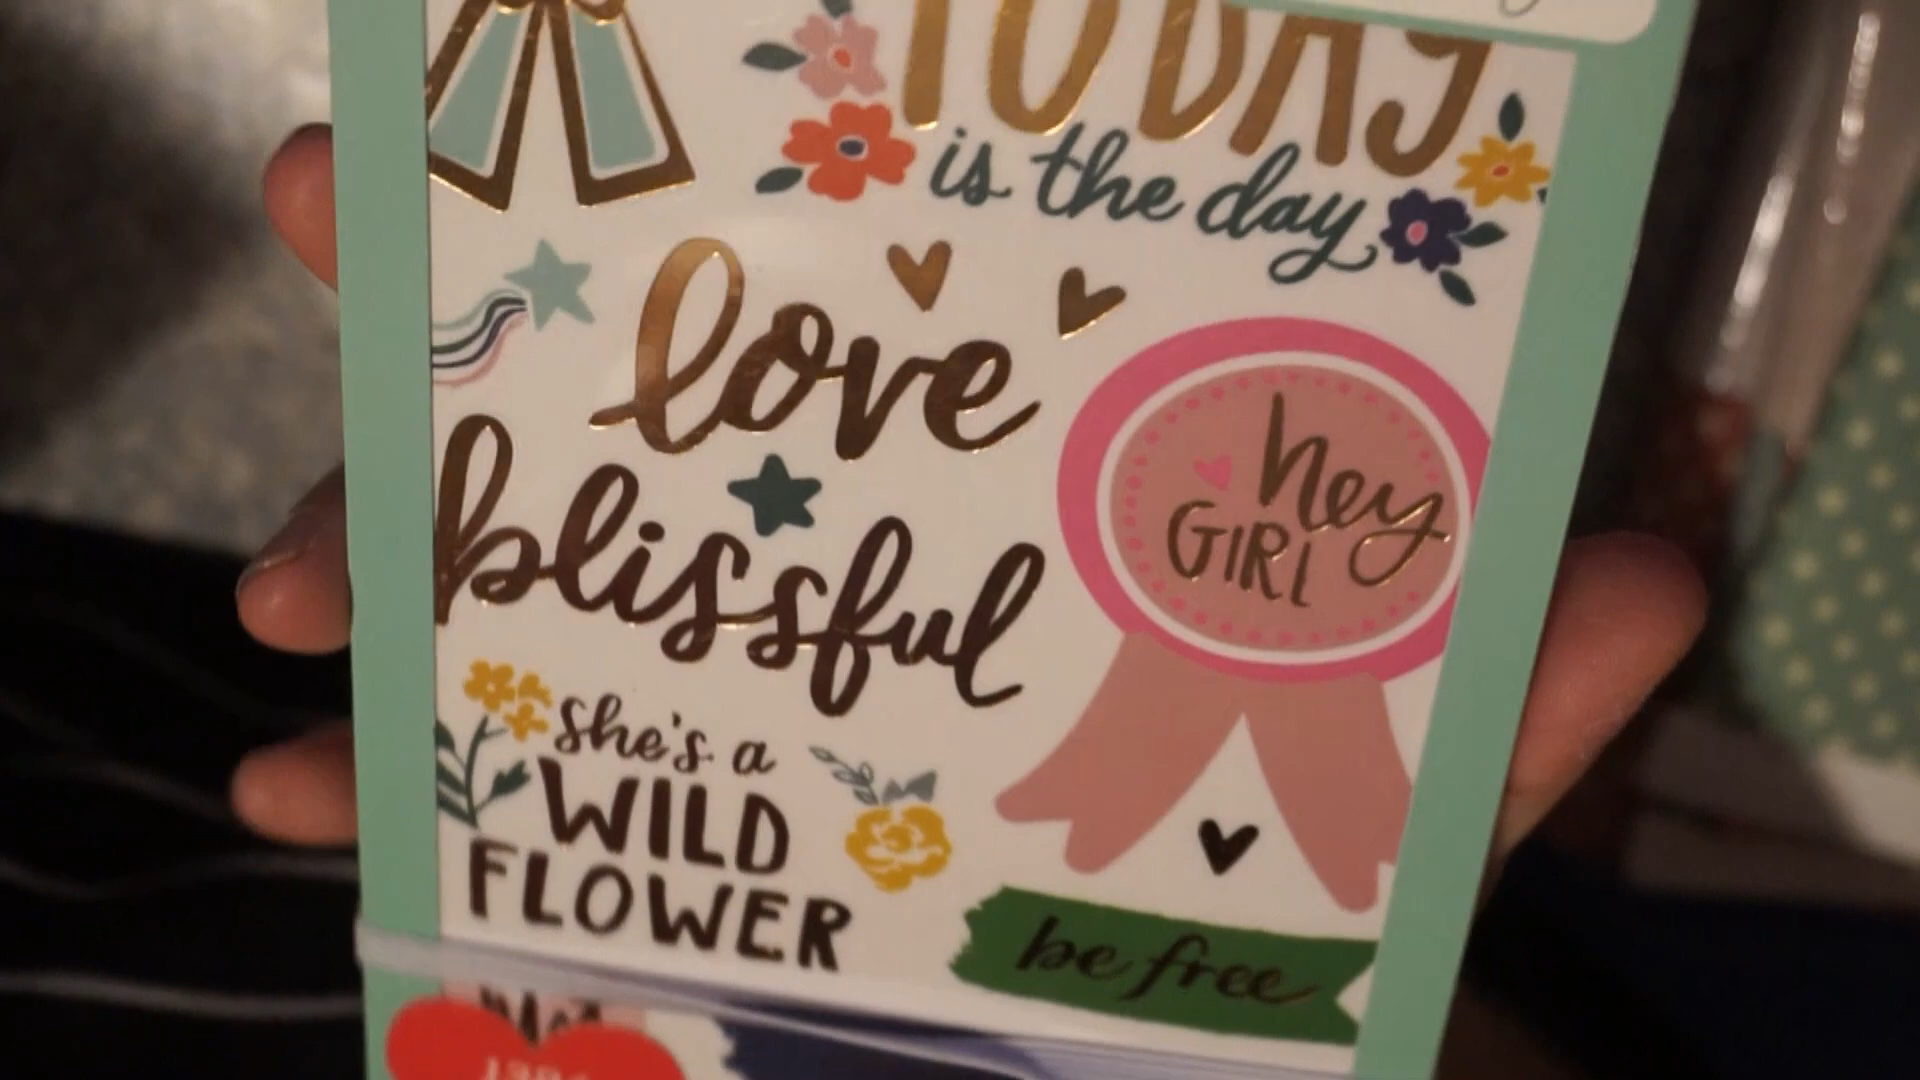 TODAY
is the day
love
hey
GIRL
blissful
she's a
WILD
FLOWER
be free